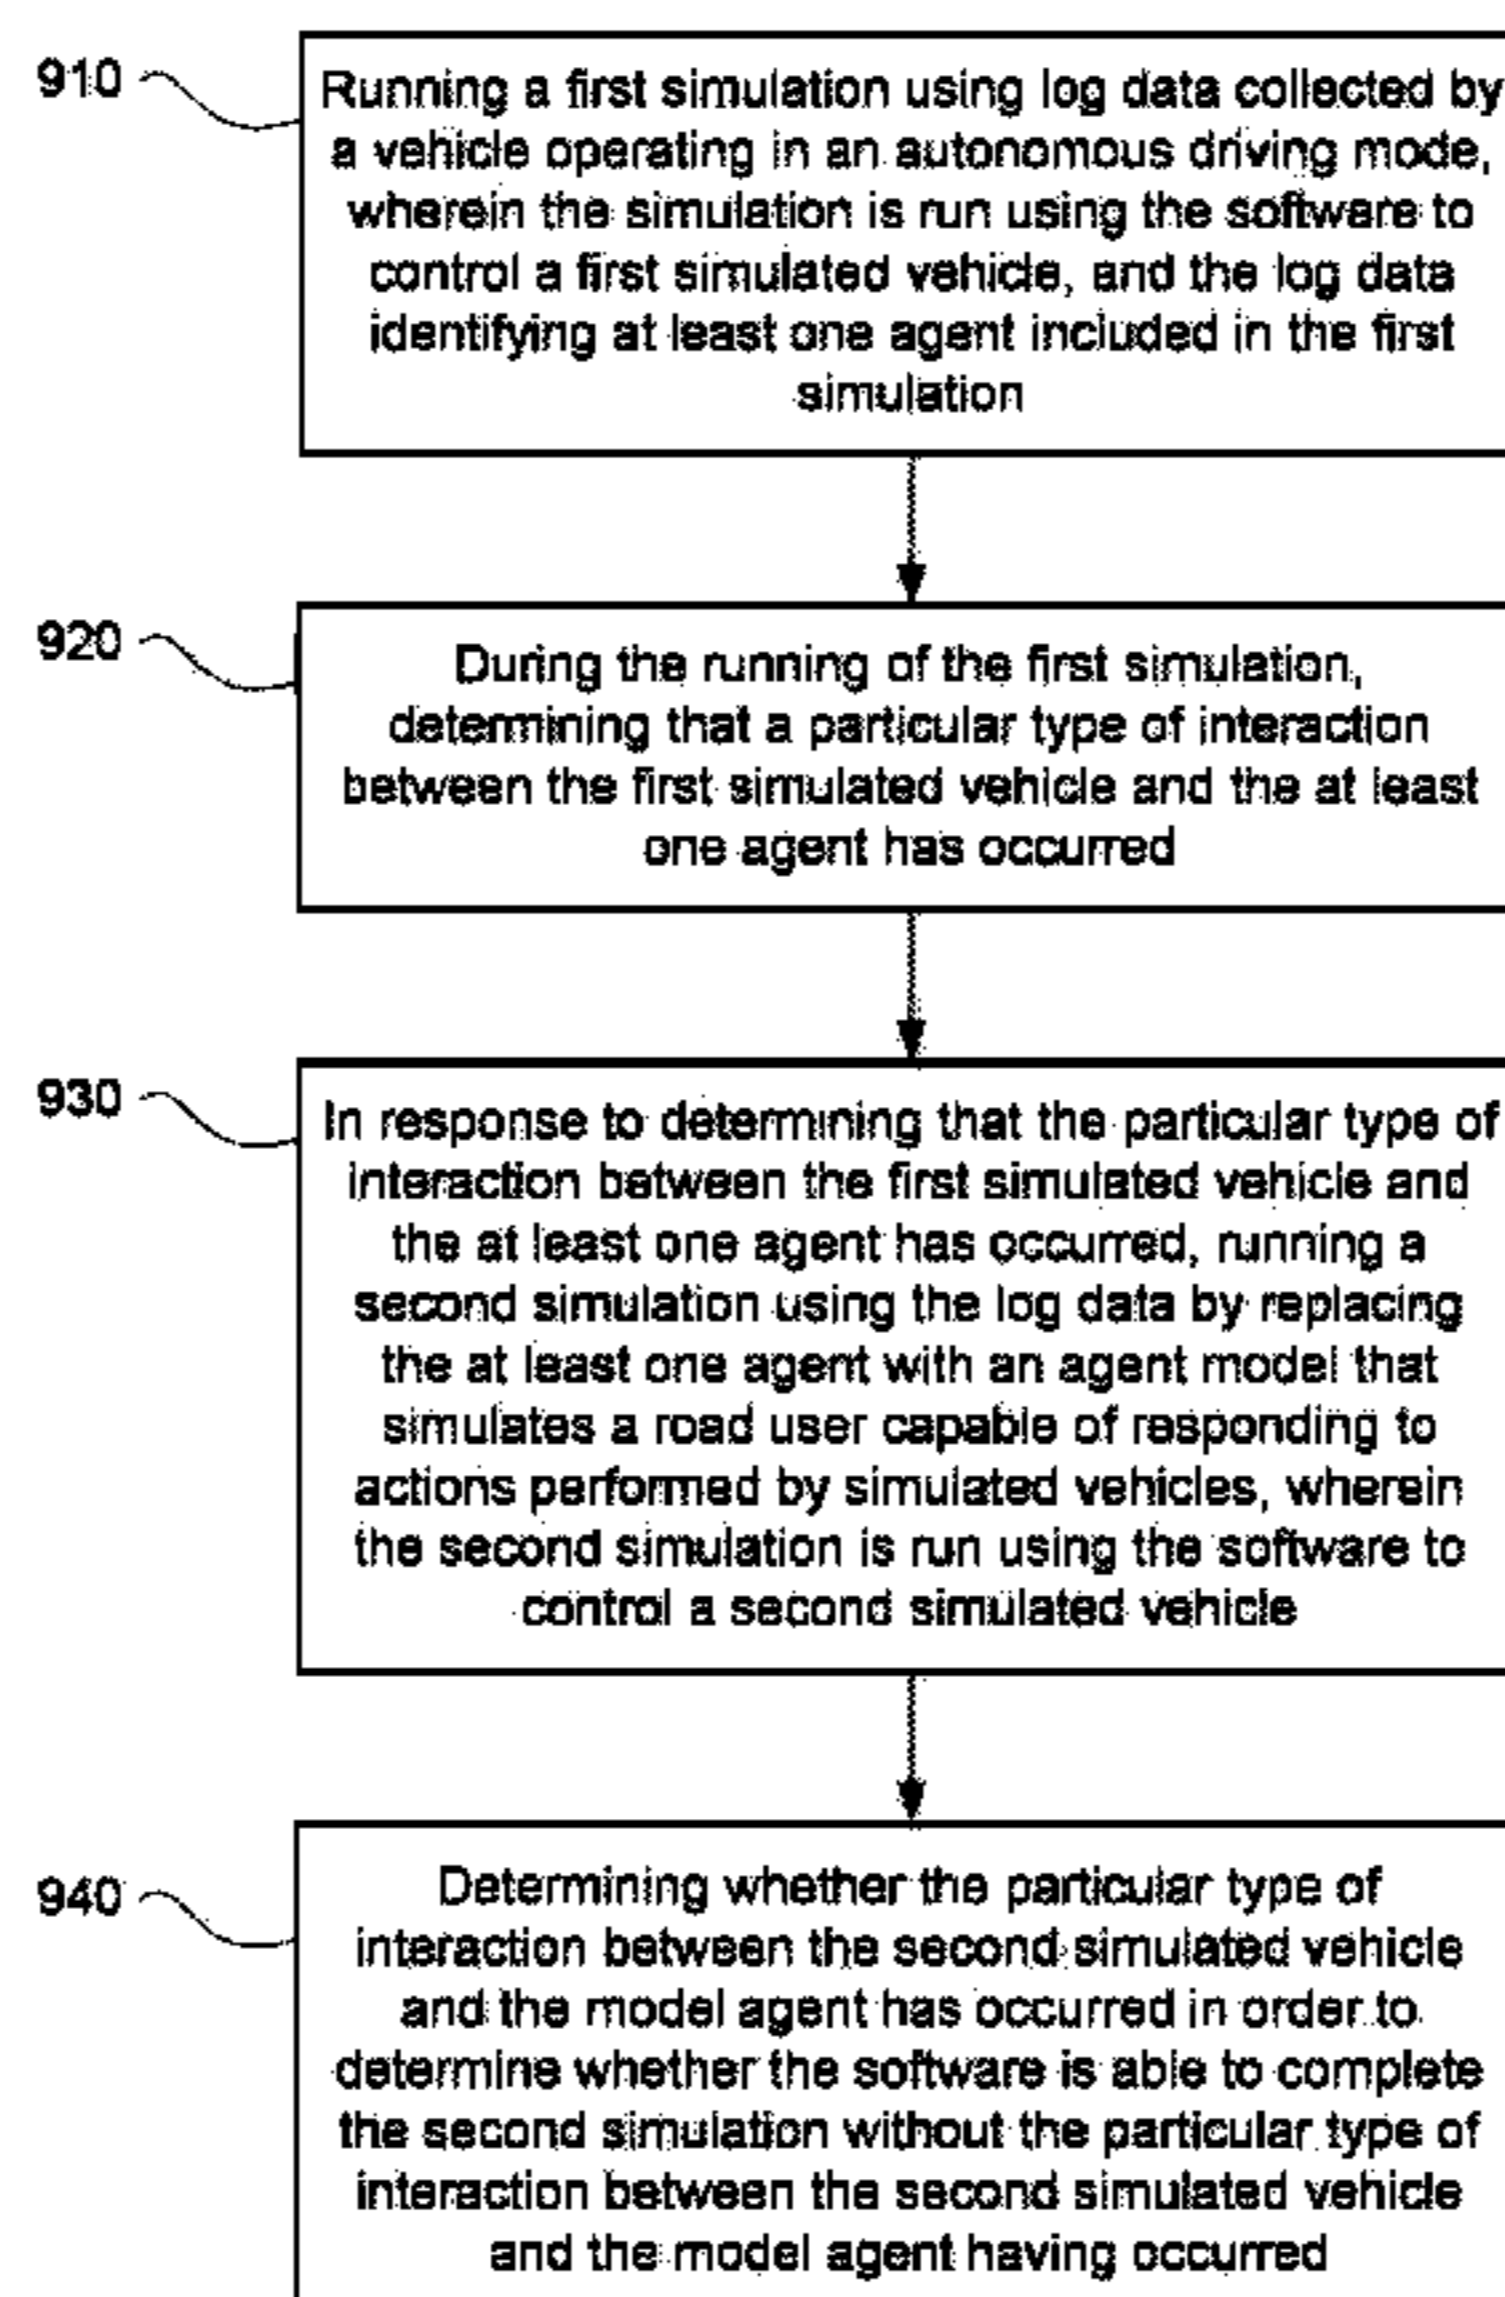 910
Running a first simulation using log data collected by
a vehicle operating in an autonomous driving mode,
wherein the simulation is run using the software to
control a first simulated vehicle, and the log data
identifying at least one agent included in the first
simulation
920
During the running of the first simulation,
determining that a particular type of interaction
between the first simulated vehicle and the at least
one agent has occurred
930
In response to determining that the particular type of
interaction between the first simulated vehicle and
the at least one agent has occurred, running a
second simulation using the log data by replacing
the at least one agent with an agent model that
simulates a road user capable of responding to
actions performed by simulated vehicles, wherein
the second simulation is run using the software to
control a second simulated vehicle
940
Determining whether the particular type of
interaction between the second simulated vehicle
and the model agent has occurred in order to
determine whether the software is able to complete
the second simulation without the particular type of
interaction between the second simulated vehicle
and the model agent having occurred